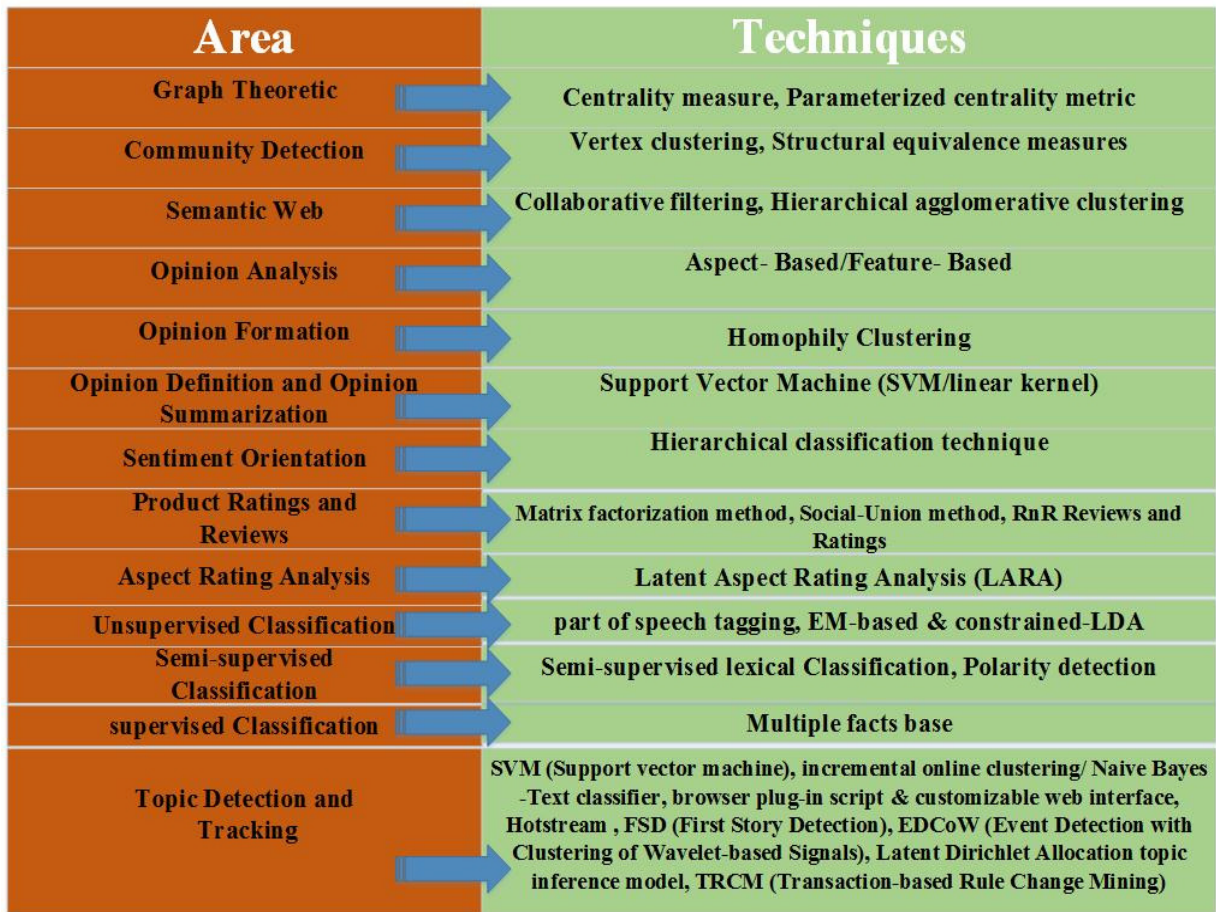 Area
Techniques
Graph Theoretic
Centrality measure, Parameterized centrality metric
Community Detection
Vertex clustering, Structural equivalence measures
Semantic Web
Collaborative filtering, Hierarchical agglomerative clustering
Opinion Analysis
Aspect- Based/Feature- Based
Opinion Formation
Homophily Clustering
Opinion Definition and Opinion
Summarization
Support Vector Machine (SVM/linear kernel)
Sentiment Orientation
Hierarchical classification technique
Product Ratings and
Reviews
Matrix factorization method, Social-Union method, RnR Reviews and
Ratings
Aspect Rating Analysis
Latent Aspect Rating Analysis (LARA)
Unsupervised Classification
part of speech tagging, EM-based & constrained-LDA
Semi-supervised
Classification
Semi-supervised lexical Classification, Polarity detection
supervised Classification
Multiple facts base
Topic Detection and
Tracking
SVM (Support vector machine), incremental online clustering/ Naive Bayes
-Text classifier, browser plug-in script & customizable web interface,
Hotstream , FSD (First Story Detection), EDCoW (Event Detection with
Clustering of Wavelet-based Signals), Latent Dirichlet Allocation topic
inference model, TRCM (Transaction-based Rule Change Mining)